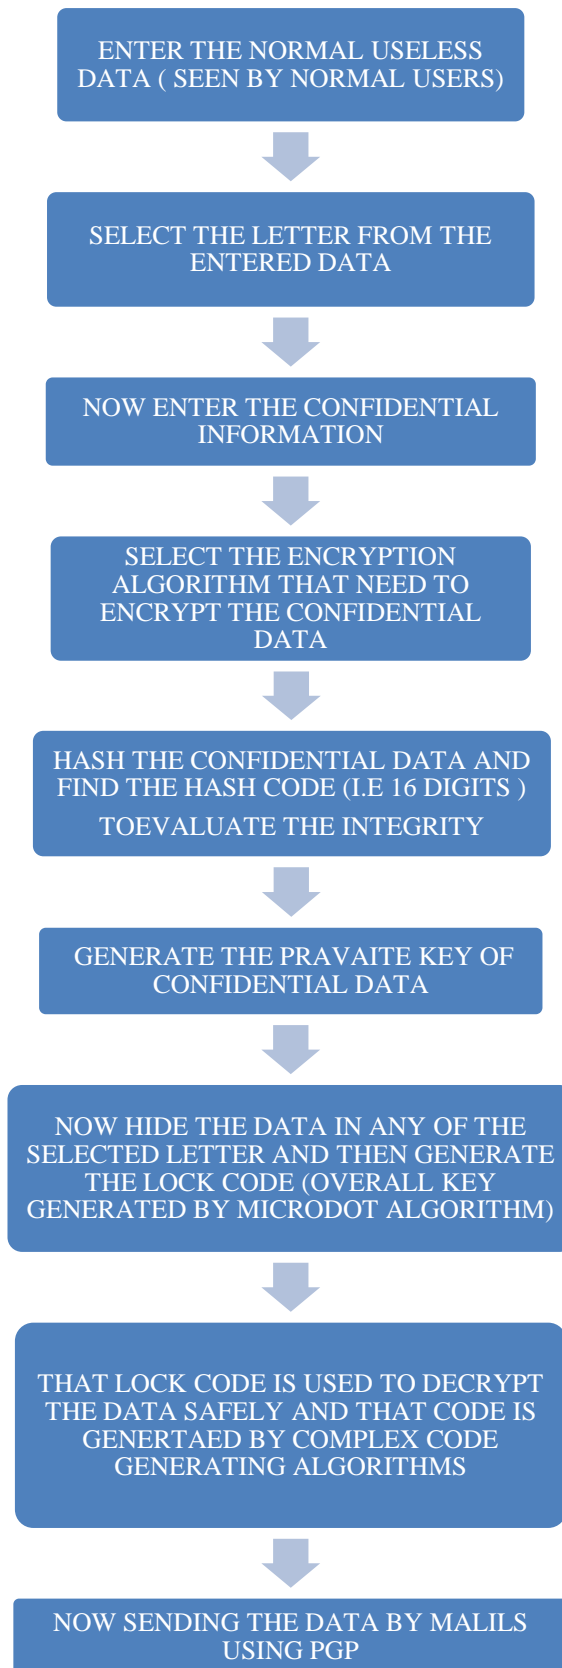 ENTER THE NORMAL USELESS
DATA ( SEEN BY NORMAL USERS)
SELECT THE LETTER FROM THE
ENTERED DATA
NOW ENTER THE CONFIDENTIAL
INFORMATION
SELECT THE ENCRYPTION
ALGORITHM THAT NEED TO
ENCRYPT THE CONFIDENTIAL
DATA
HASH THE CONFIDENTIAL DATA AND
FIND THE HASH CODE (I.E 16 DIGITS )
TOEVALUATE THE INTEGRITY
GENERATE THE PRAVAITE KEY OF
CONFIDENTIAL DATA
NOW HIDE THE DATA IN ANY OF THE
SELECTED LETTER AND THEN GENERATE
THE LOCK CODE (OVERALL KEY
GENERATED BY MICRODOT ALGORITHM)
THAT LOCK CODE IS USED TO DECRYPT
THE DATA SAFELY AND THAT CODE IS
GENERTAED BY COMPLEX CODE
GENERATING ALGORITHMS
NOW SENDING THE DATA BY MALILS
USING PGP